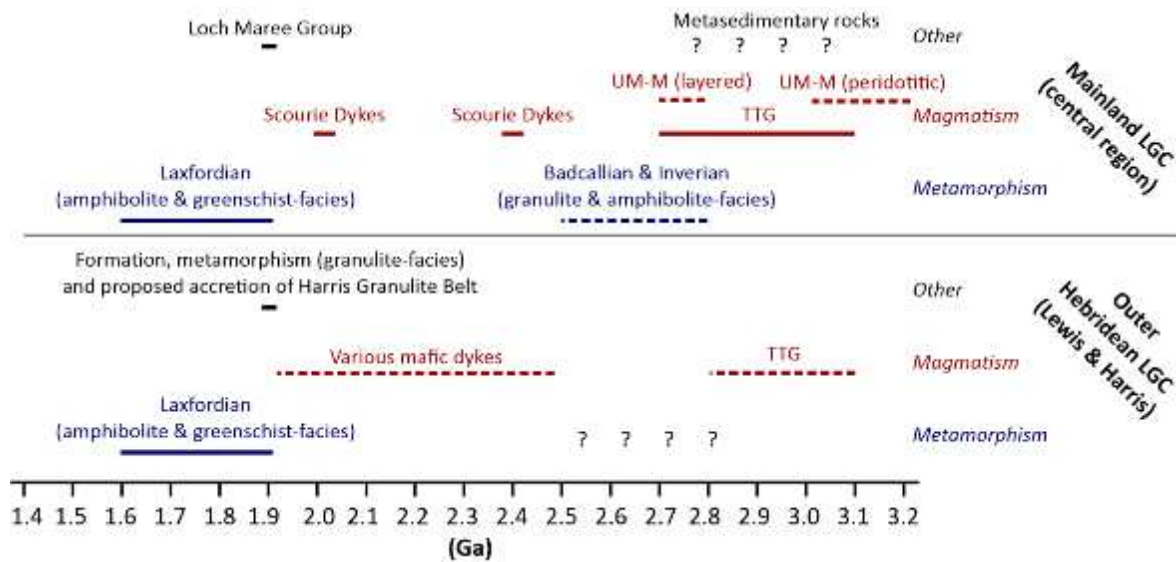 Loch Maree Group
Metasedimentary rocks
? ? ? ?
Other
UM-M (layered)
UM-M (peridotitic)
Scourie Dykes
Scourie Dykes
TTG
Magmatism
Laxfordian
(amphibolite & greenschist-facies)
Badcallian & Inverian
(granulite & amphibolite-facies)
Metamorphism
Mainland LGC
(central region)
Formation, metamorphism (granulite-facies)
and proposed accretion of Harris Granulite Belt
Other
Various mafic dykes
TTG
Magmatism
Laxfordian
(amphibolite & greenschist-facies)
? ? ? ?
Metamorphism
Outer
Hebridean LGC
(Lewis & Harris)
1.4 1.5 1.6 1.7 1.8 1.9 2.0 2.1 2.2 2.3 2.4 2.5 2.6 2.7 2.8 2.9 3.0 3.1 3.2
(Ga)